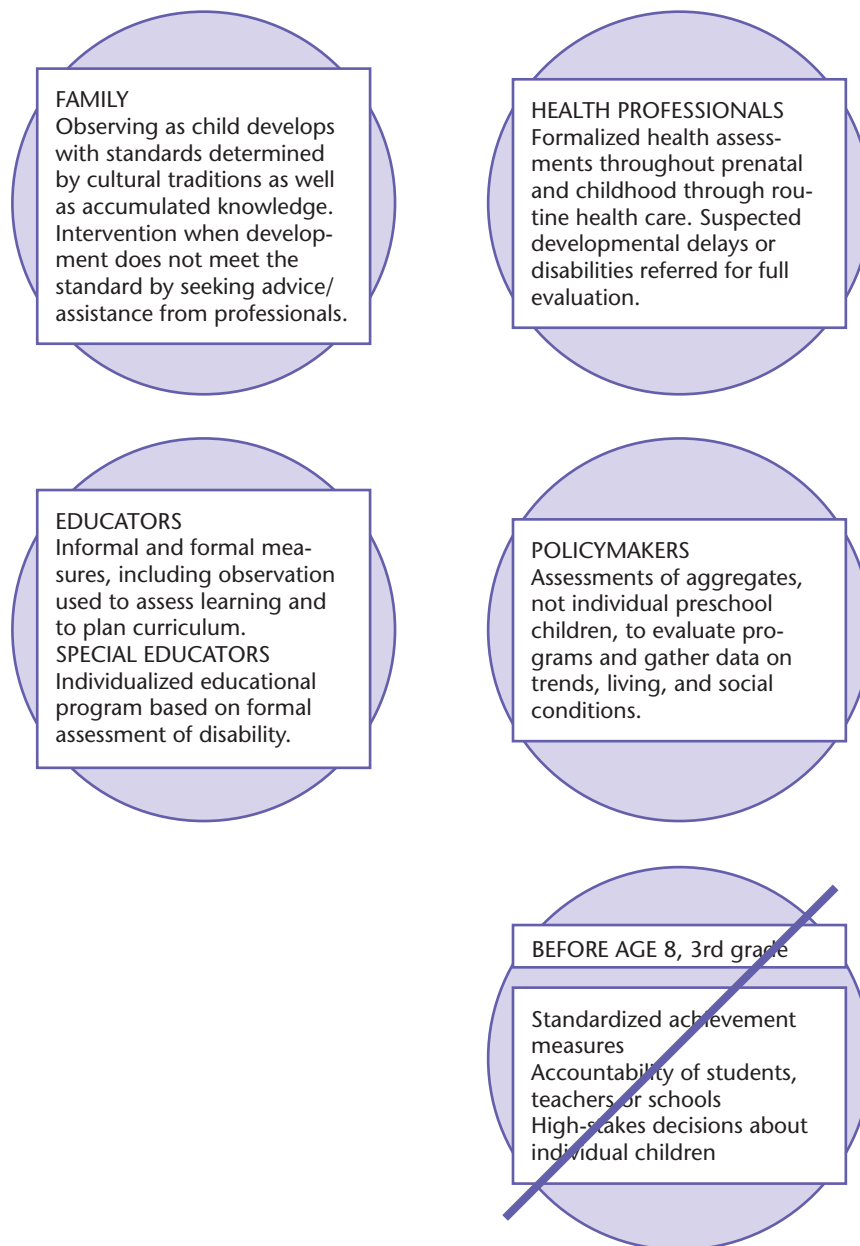 FAMILY
Observing as child develops
with standards determined
by cultural traditions as well
as accumulated knowledge.
Intervention when develop-
ment does not meet the
standard by seeking advice/
assistance from professionals.
HEALTH PROFESSIONALS
Formalized health assess-
ments throughout prenatal
and childhood through rou-
tine health care. Suspected
developmental delays or
disabilities referred for full
evaluation.
EDUCATORS
Informal and formal mea-
sures, including observation
used to assess learning and
to plan curriculum.
SPECIAL EDUCATORS
Individualized educational
program based on formal
assessment of disability.
POLICYMAKERS
Assessments of aggregates,
not individual preschool
children, to evaluate pro-
grams and gather data on
trends, living, and social
conditions.
BEFORE AGE 8, 3rd grade
Standardized achievement
measures
Accountability of students,
teachers or schools
High-stakes decisions about
individual children